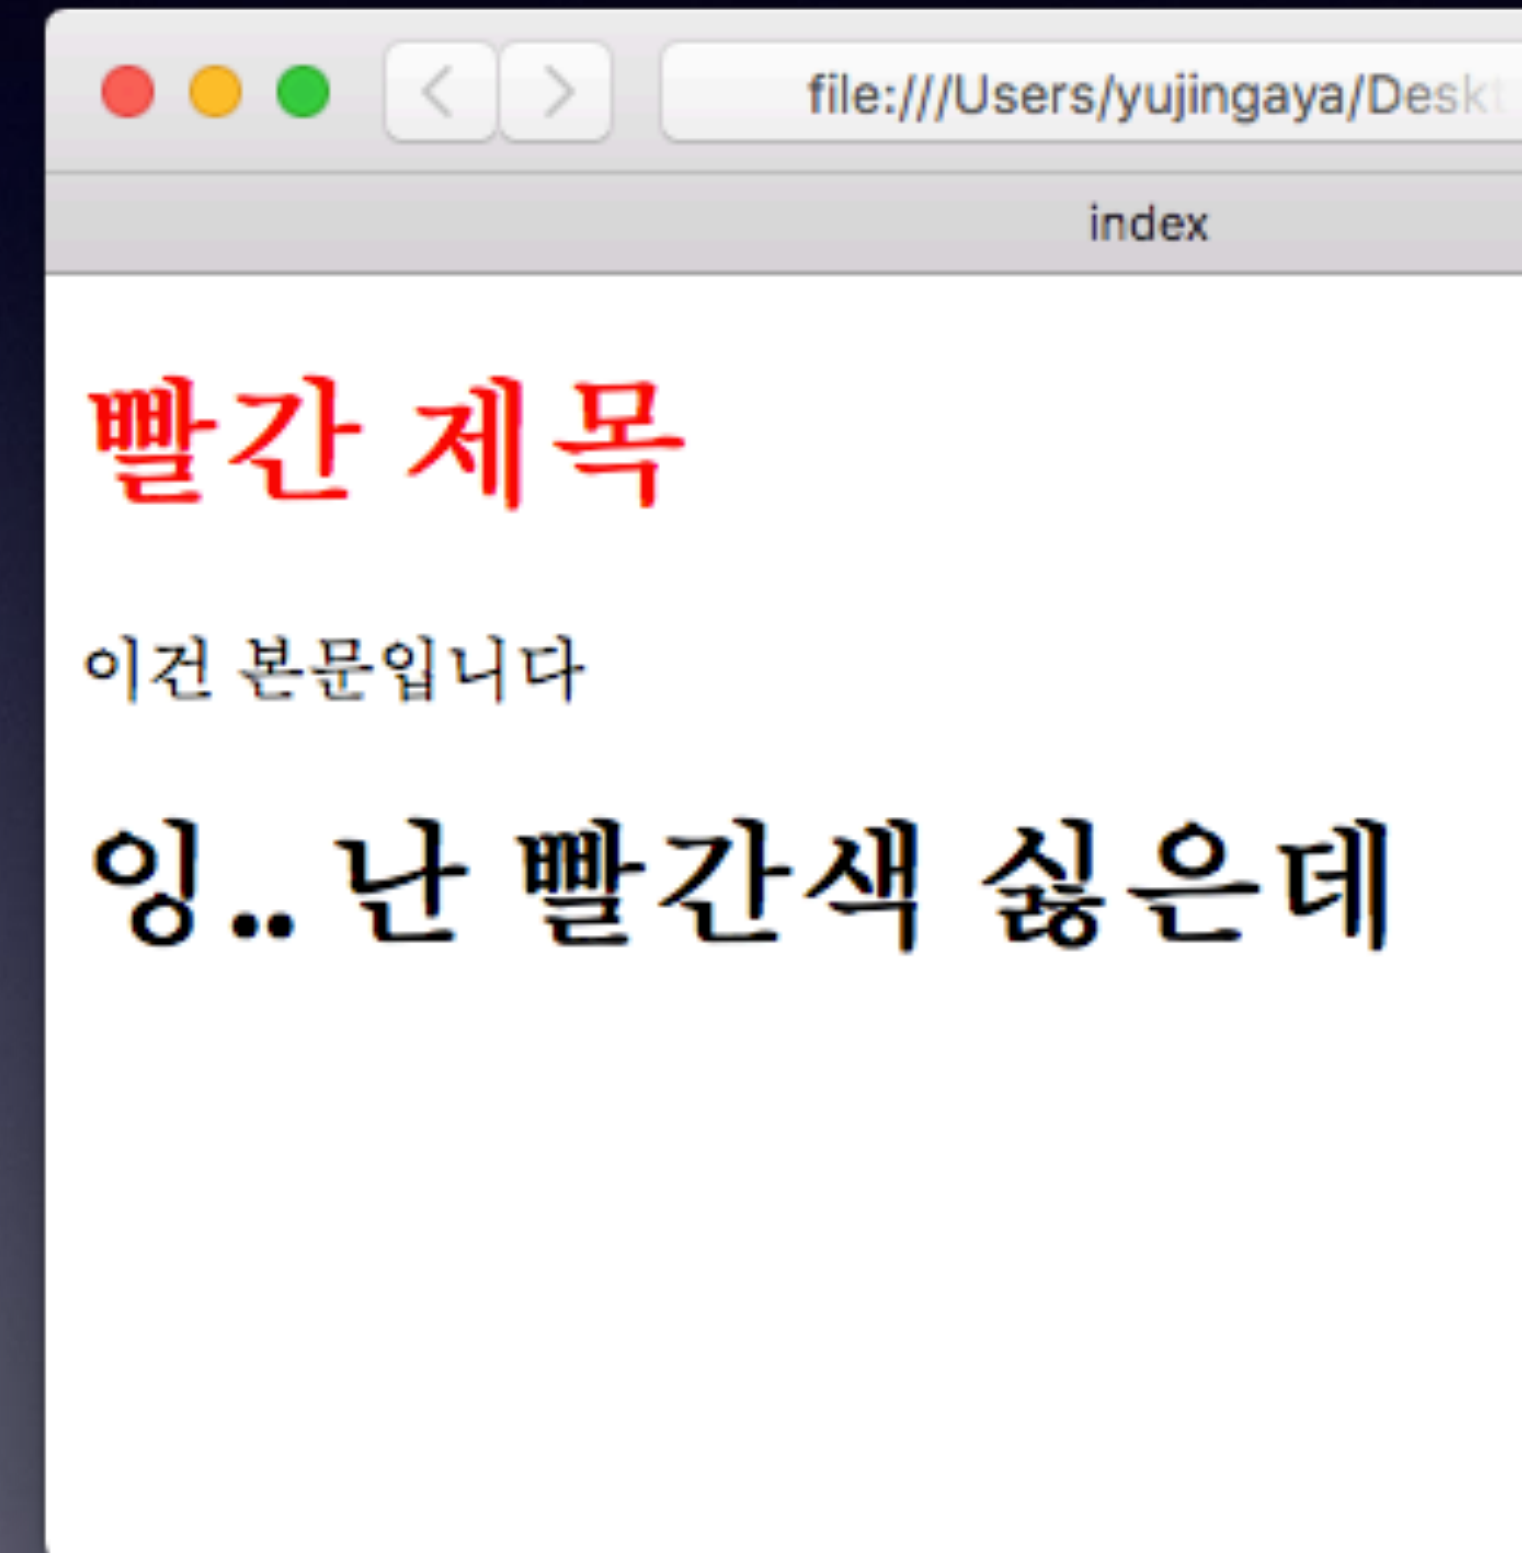 file:///Users/yujingaya/Deskt
index
빨간 제목
이건 본문입니다
잉.. 난 빨간색 싫은데